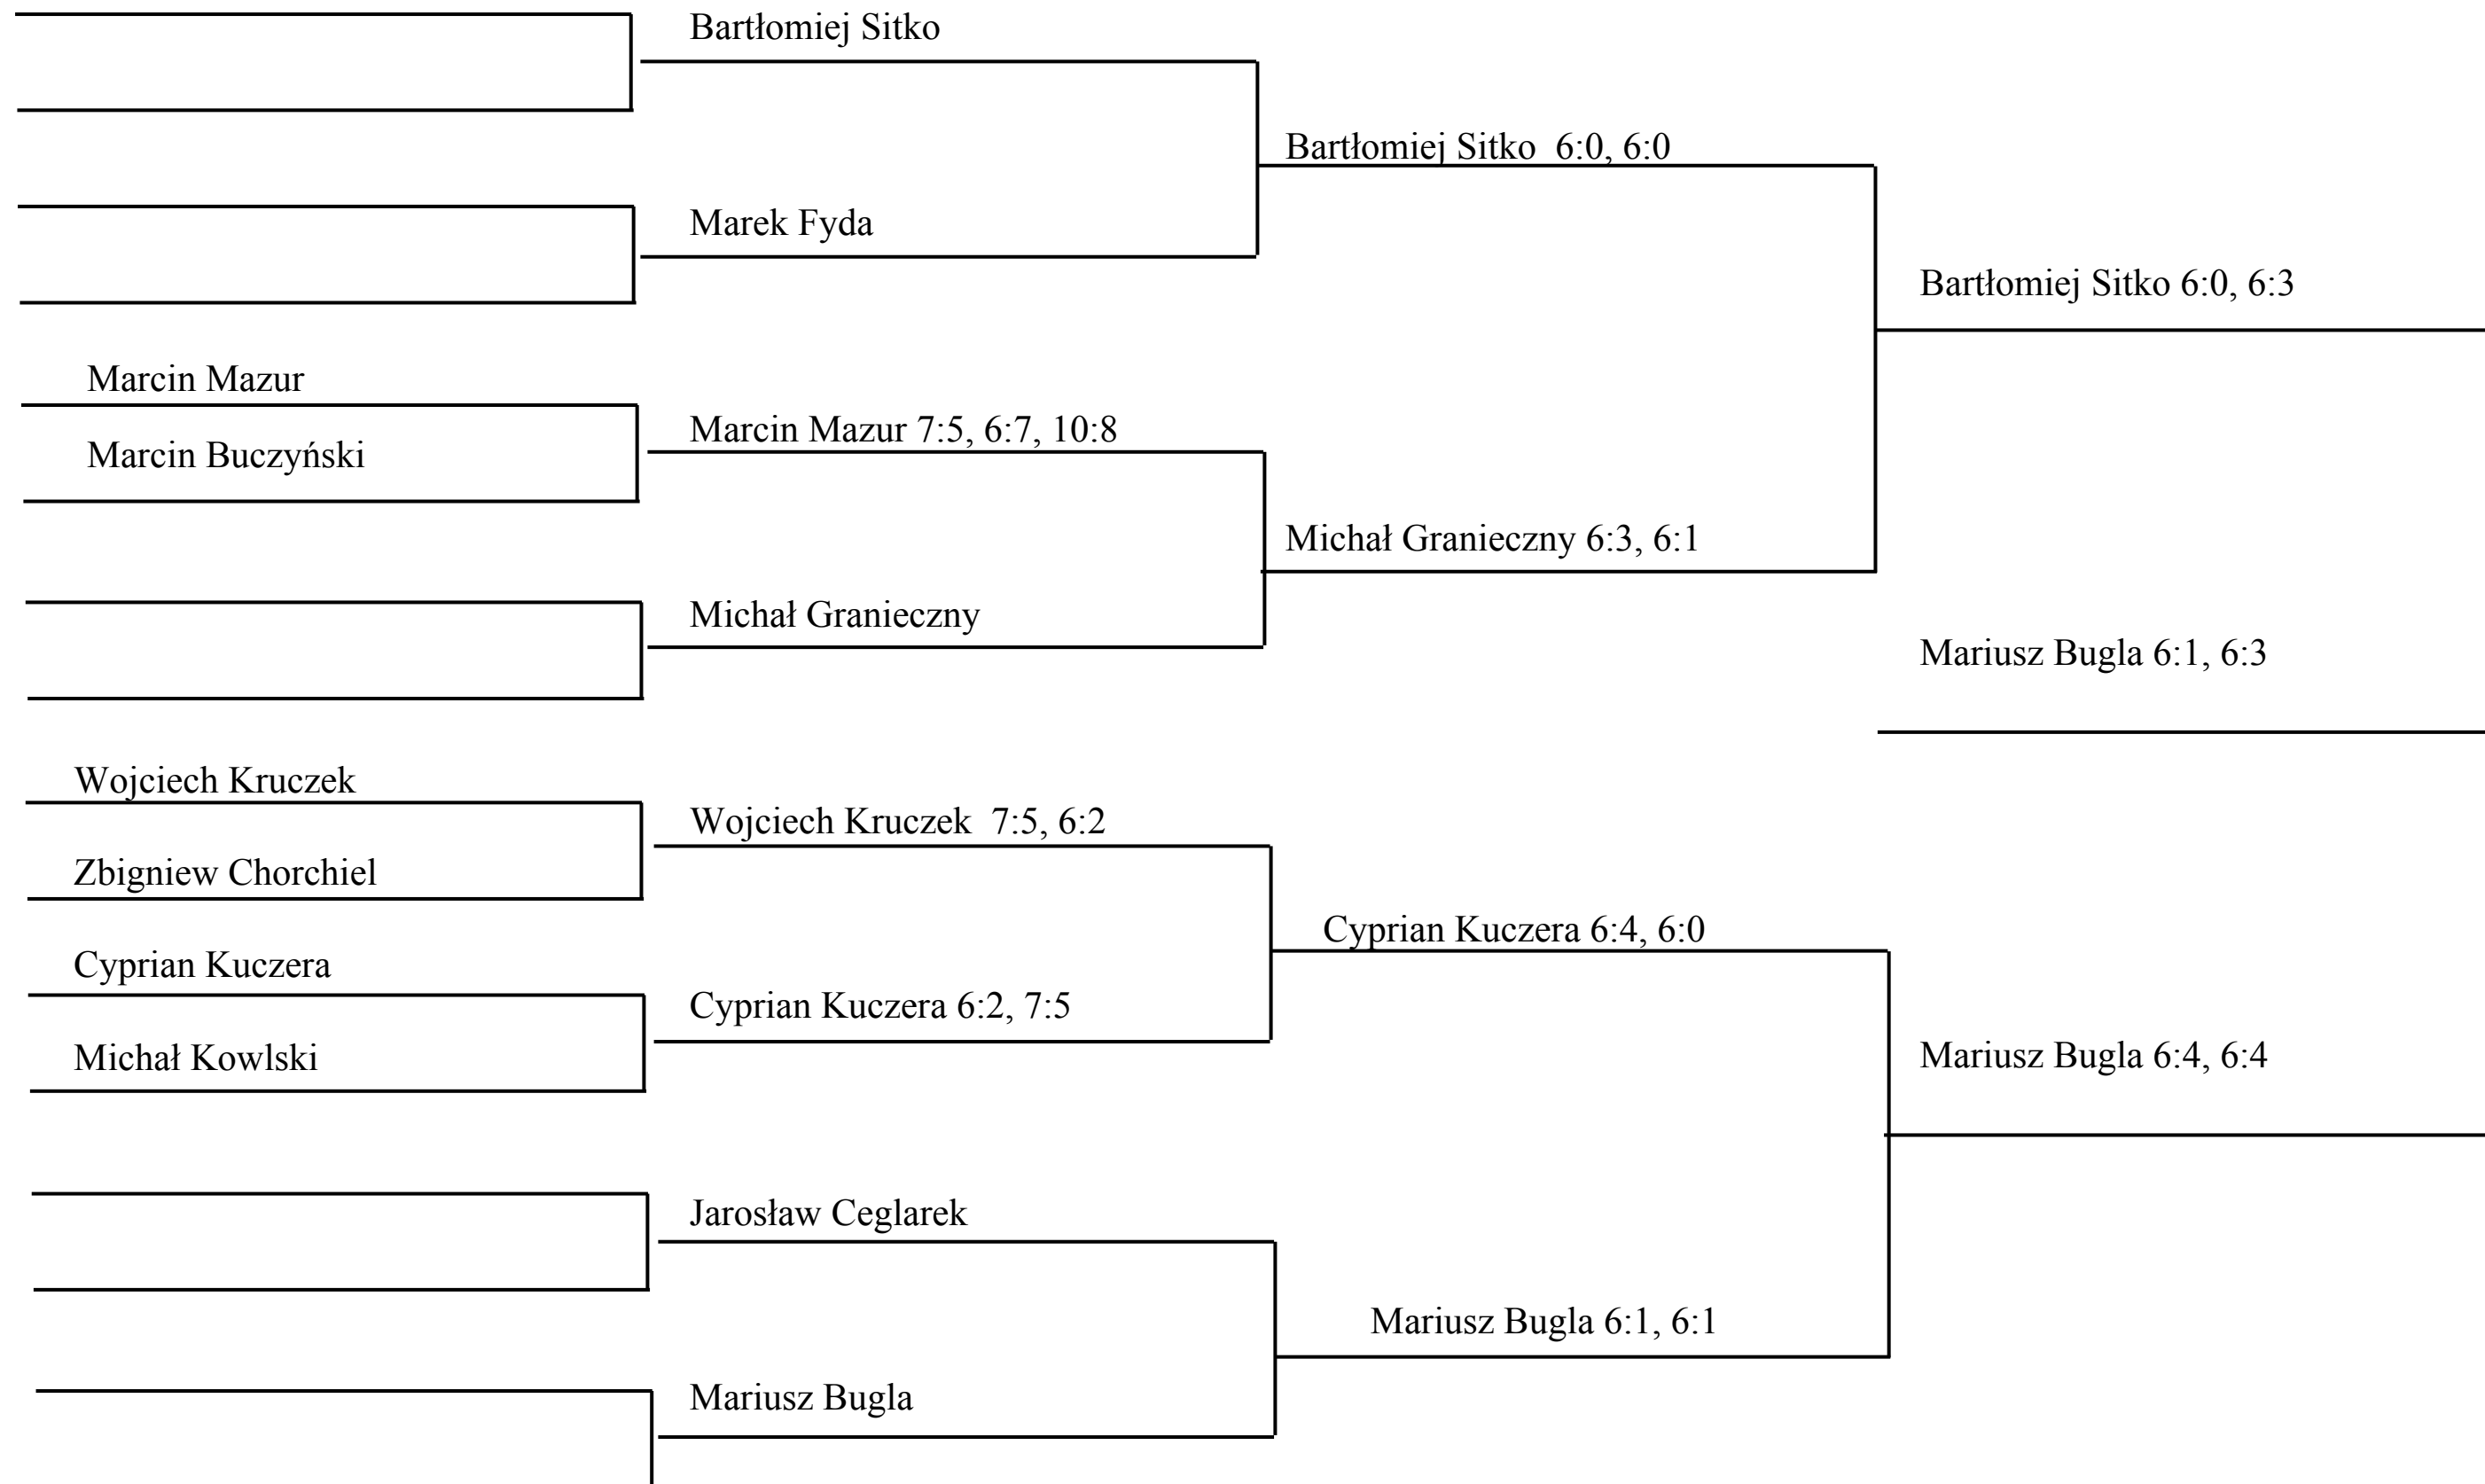 Bartłomiej Sitko
Bartłomiej Sitko  6:0, 6:0
Marek Fyda
Bartłomiej Sitko 6:0, 6:3
Marcin Mazur
Marcin Mazur 7:5, 6:7, 10:8
Marcin Buczyński
Michał Granieczny 6:3, 6:1
Michał Granieczny
Mariusz Bugla 6:1, 6:3
Wojciech Kruczek
Wojciech Kruczek  7:5, 6:2
Zbigniew Chorchiel
Cyprian Kuczera 6:4, 6:0
Cyprian Kuczera
Cyprian Kuczera 6:2, 7:5
Michał Kowlski
Mariusz Bugla 6:4, 6:4
Jarosław Ceglarek
Mariusz Bugla 6:1, 6:1
Mariusz Bugla